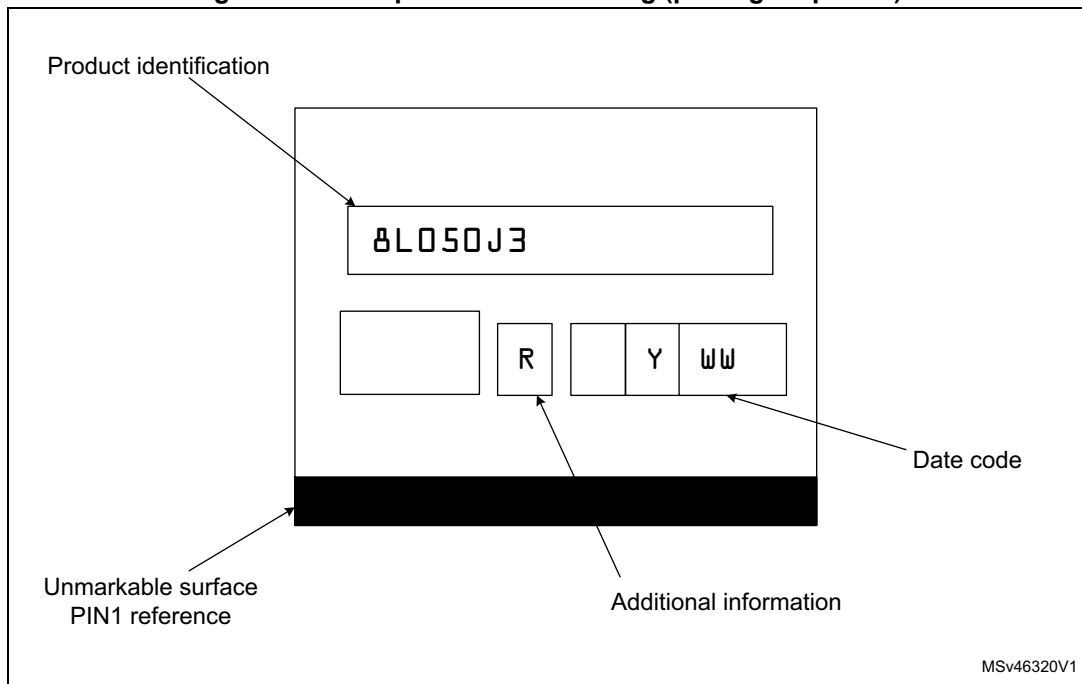 Product identification
8L050J3
R
Y
WW
Date code
Unmarkable surface
PIN1 reference
Additional information
MSv46320V1